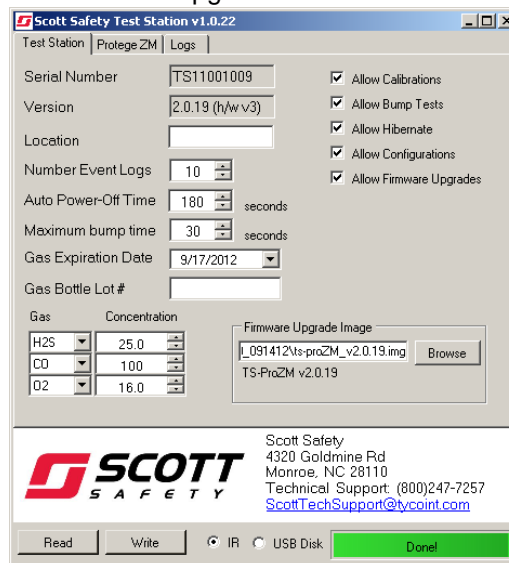 Scott Safety Test Station v1.0.22
Test Station Protege ZM Logs
Serial Number TS11001009
Version 2.0.19 (h/w v3)
Location
Number Event Logs 10
Auto Power-Off Time 180 seconds
Maximum bump time 30 seconds
Gas Expiration Date 9/17/2012
Gas Bottle Lot #
Allow Calibrations
Allow Bump Tests
Allow Hibernate
Allow Configurations
Allow Firmware Upgrades
Gas Concentration
H2S 25.0
CO 100
O2 16.0
Firmware Upgrade Image
l_091412\ts-proZM_v2.0.19.img Browse
TS-ProZM v2.0.19
SCOTT
SAFETY
Scott Safety
4320 Goldmine Rd
Monroe, NC 28110
Technical Support: (800)247-7257
ScottTechSupport@tycoint.com
Read Write IR USB Disk Done!